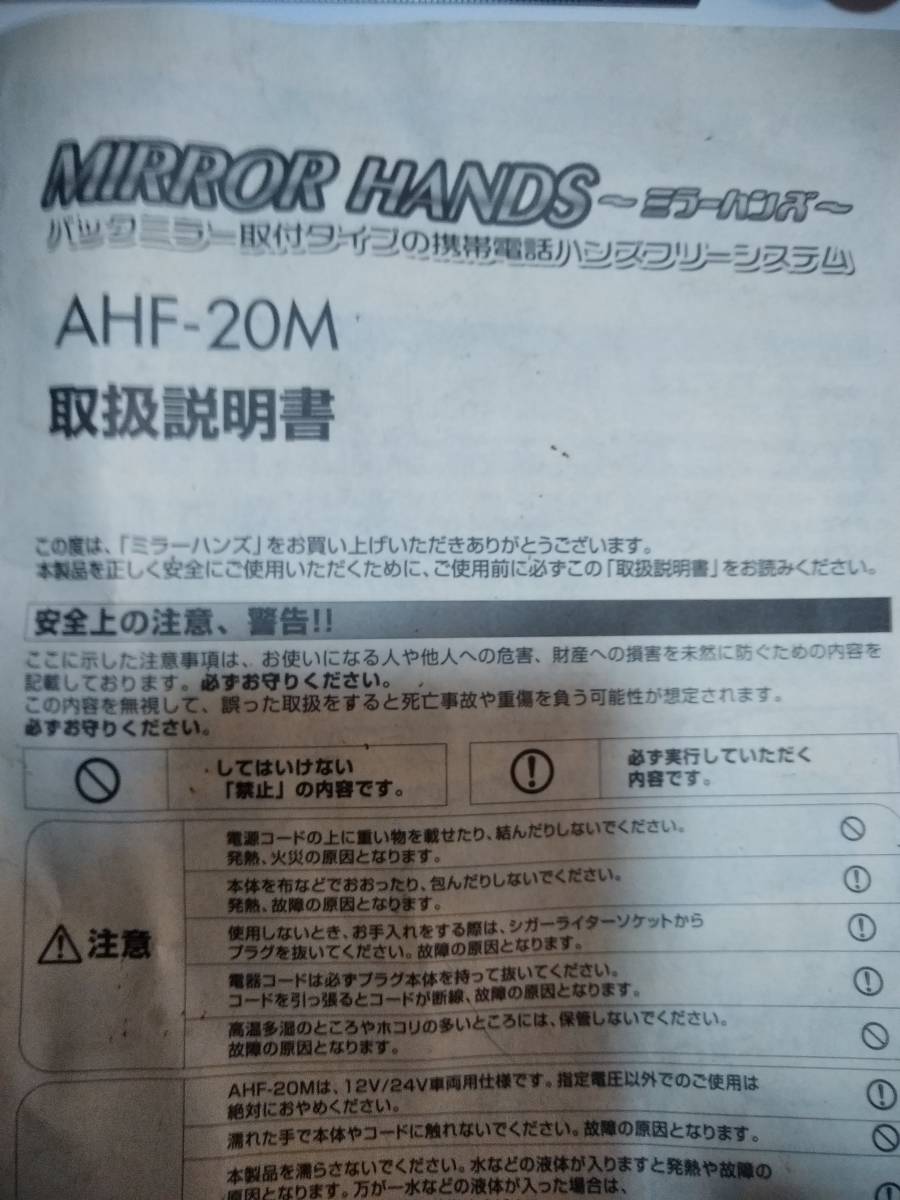 MIRROR HANDS ～ミラーハンズ～
バックミラー取付タイプの携帯電話ハンズフリーシステム
AHF-20M
取扱説明書
この度は、「ミラーハンズ」をお買い上げいただきありがとうございます。
本製品を正しく安全にご使用いただくために、ご使用前に必ずこの「取扱説明書」をお読みください。
安全上の注意、警告!!
ここに示した注意事項は、お使いになる人や他人への危害、財産への損害を未然に防ぐための内容を
記載しております。必ずお守りください。
この内容を無視して、誤った取扱をすると死亡事故や重傷を負う可能性が想定されます。
必ずお守りください。
してはいけない
「禁止」の内容です。
必ず実行していただく
内容です。
注意
電源コードの上に重い物を載せたり、結んだりしないでください。
発熱、火災の原因となります。
本体を布などでおおったり、包んだりしないでください。
発熱、故障の原因となります。
使用しないとき、お手入れをする際は、シガーライターソケットから
プラグを抜いてください。故障の原因となります。
電器コードは必ずプラグ本体を持って抜いてください。
コードを引っ張るとコードが断線、故障の原因となります。
高温多湿のところやホコリの多いところには、保管しないでください。
故障の原因となります。
AHF-20Mは、12V/24V車両用仕様です。指定電圧以外でのご使用は
絶対におやめください。
濡れた手で本体やコードに触れないでください。故障の原因となります。
本製品を濡らさないでください。水などの液体が入りますと発熱や故障の
原因となります。万が一水などの液体が入った場合は、